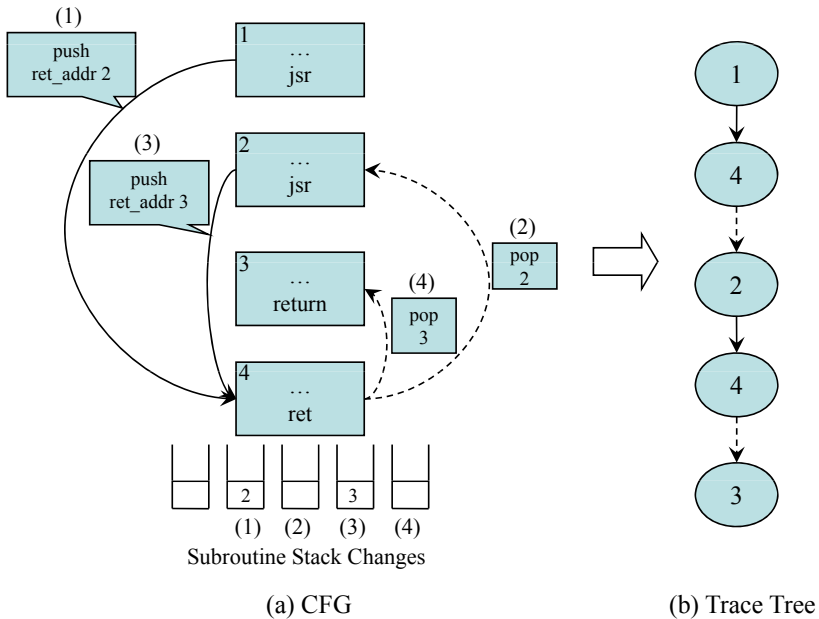 (1)
push
ret_addr 2
1
…
jsr
1
(3)
push
ret_addr 3
2
…
jsr
4
(2)
pop
2
3
…
return
(4)
pop
3
2
4
…
ret
4
2
3
3
(1) (2) (3) (4)
Subroutine Stack Changes
(a) CFG
(b) Trace Tree